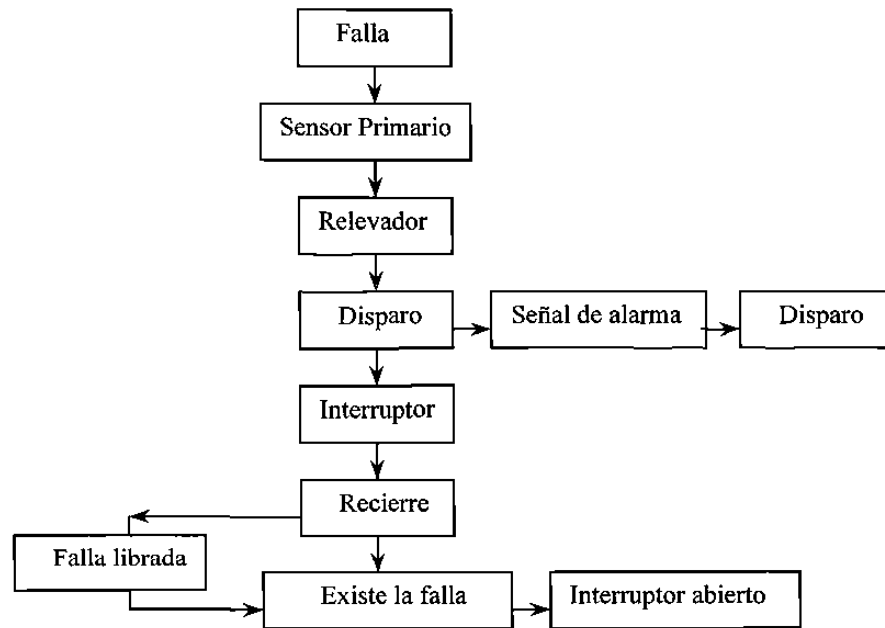 Falla
Sensor Primario
Relevador
Disparo
Señal de alarma
Disparo
Interruptor
Recierre
Falla librada
Existe la falla
Interruptor abierto